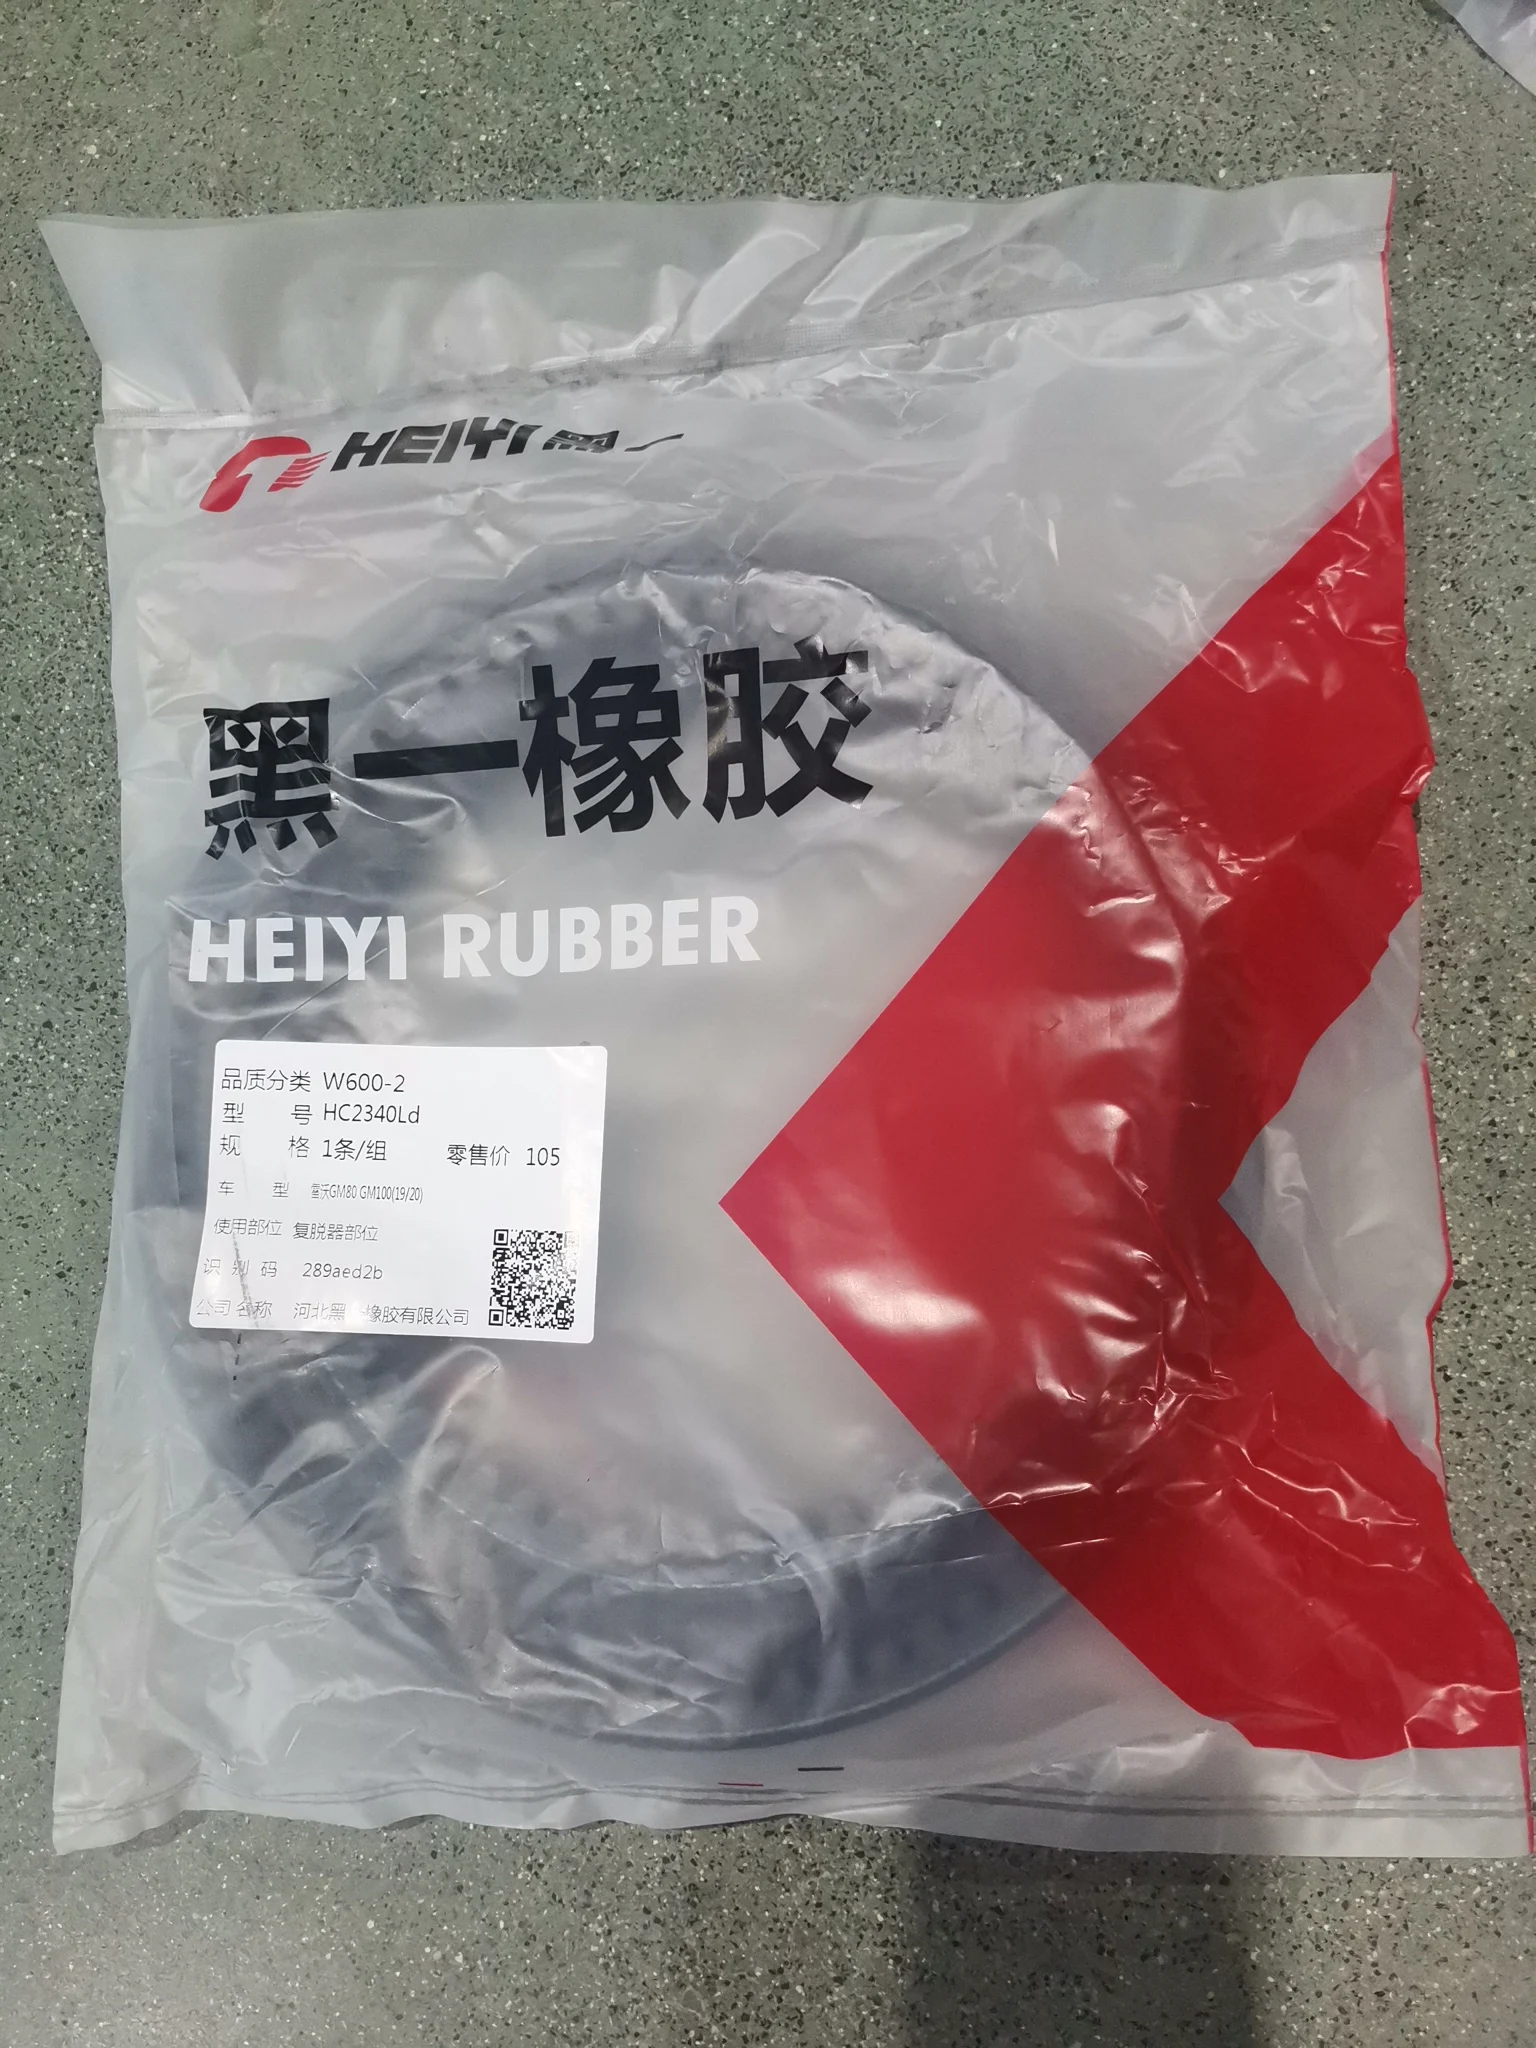 HEIYI 黑一
黑一橡胶
HEIYI RUBBER
品质分类 W600-2
型 号 HC2340Ld
规 格 1条/组 零售价 105
车 型 雷沃GM80 GM100(19/20)
使用部位 复脱器部位
识 别 码 289aed2b
公司名称 河北黑一橡胶有限公司